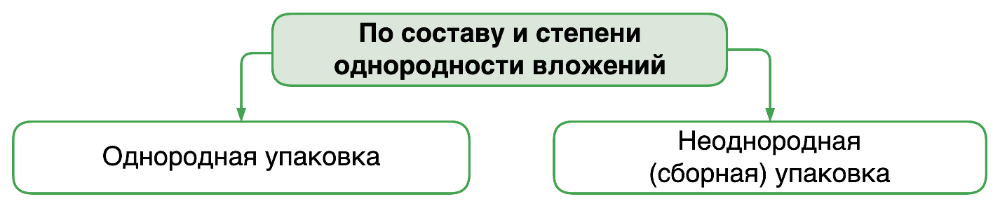 По составу и степени
однородности вложений
Однородная упаковка
Неоднородная
(сборная) упаковка